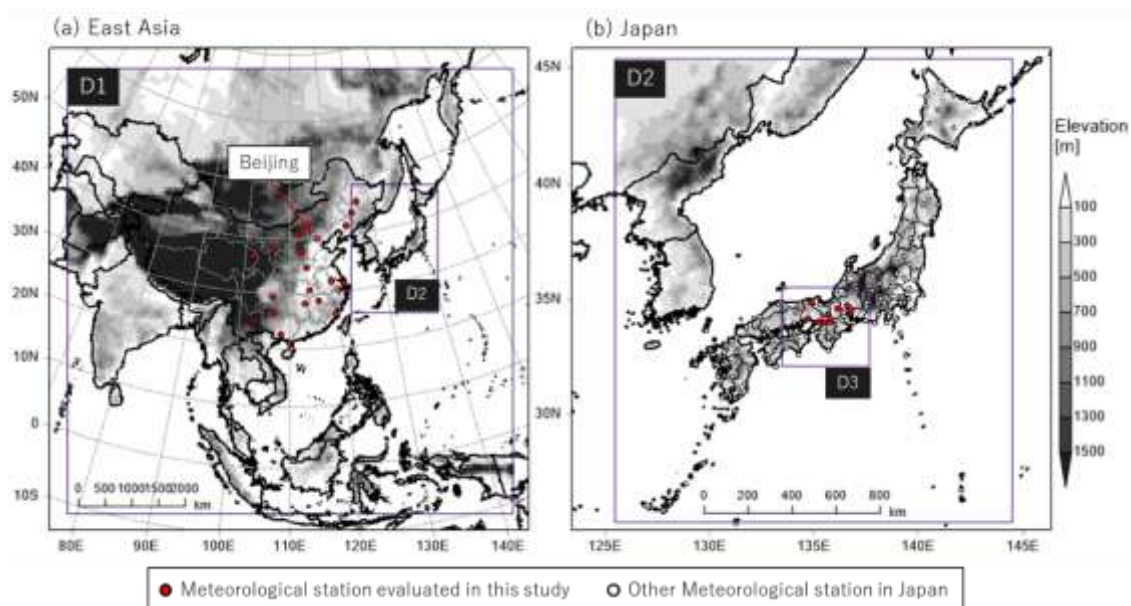 (a) East Asia
(b) Japan
D1
D2
50N
40N
30N
20N
10N
0
10S
Beijing
D2
0 500 1000 1500 2000
km
80E 90E 100E 110E 120E 130E 140E
45N
40N
35N
30N
D3
0 200 400 600 800
km
125E 130E 135E 140E 145E
Elevation
[m]
100
300
500
700
900
1100
1300
1500
Meteorological station evaluated in this study
Other Meteorological station in Japan